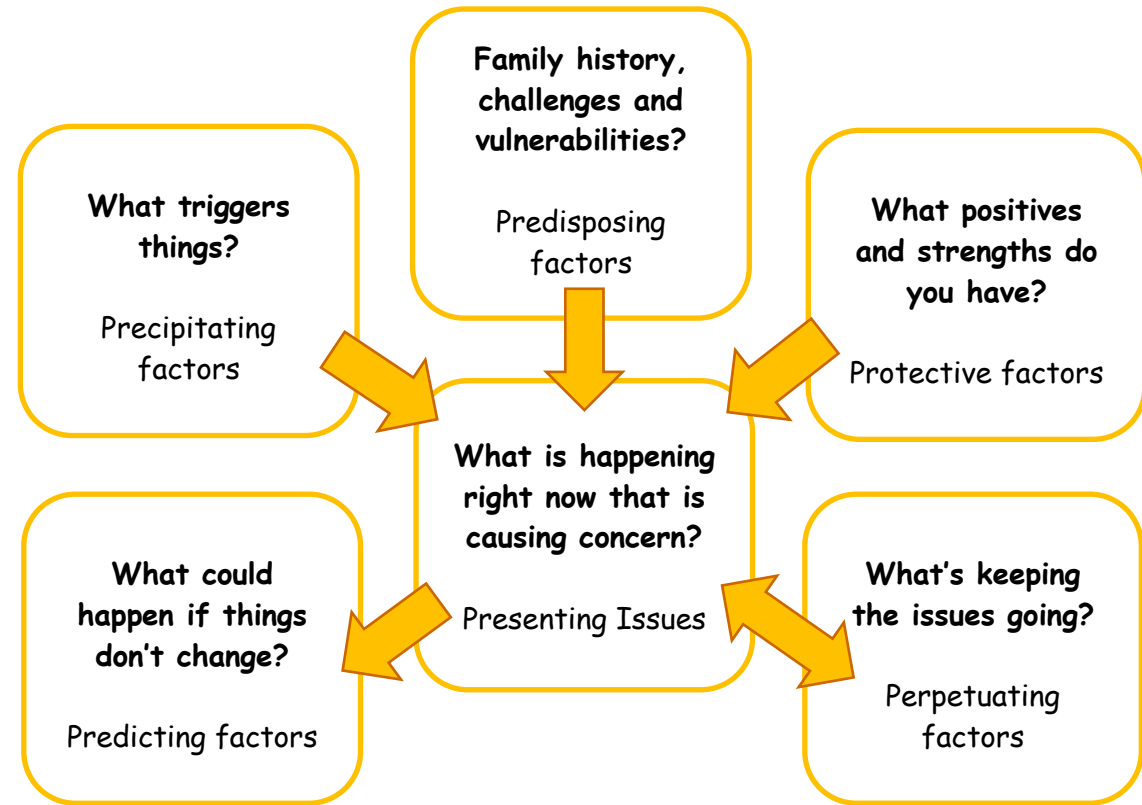 Family history,
challenges and
vulnerabilities?
Predisposing
factors
What triggers
things?
Precipitating
factors
What positives
and strengths do
you have?
Protective factors
What is happening
right now that is
causing concern?
Presenting Issues
What could
happen if things
don’t change?
Predicting factors
What’s keeping
the issues going?
Perpetuating
factors